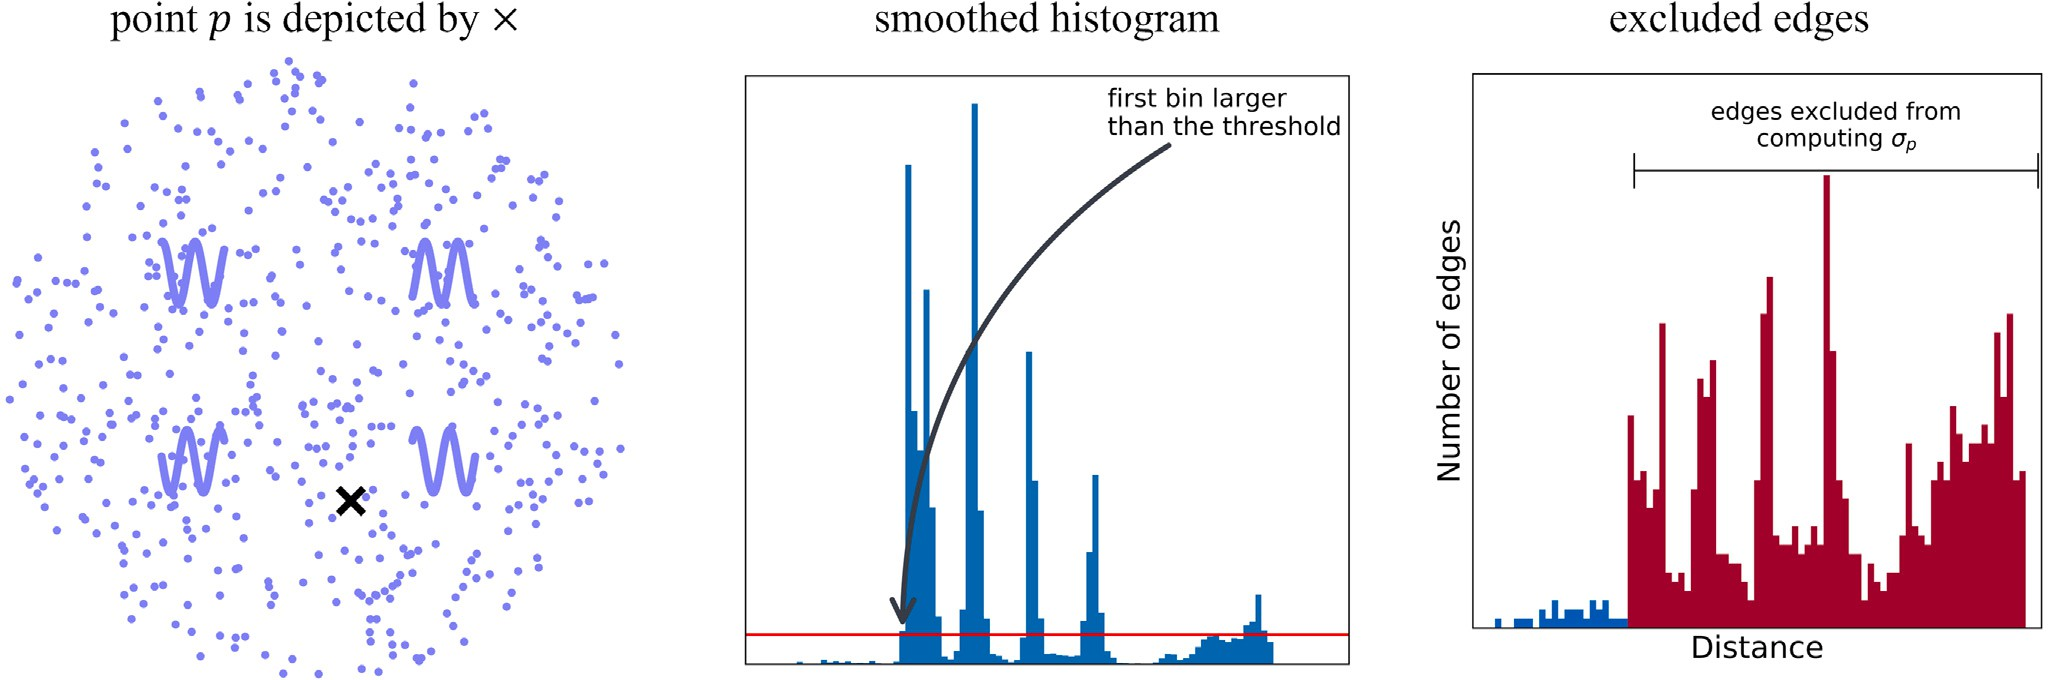 point p is depicted by ×
smoothed histogram
first bin larger
than the threshold
excluded edges
edges excluded from
computing σₚ
Number of edges
Distance